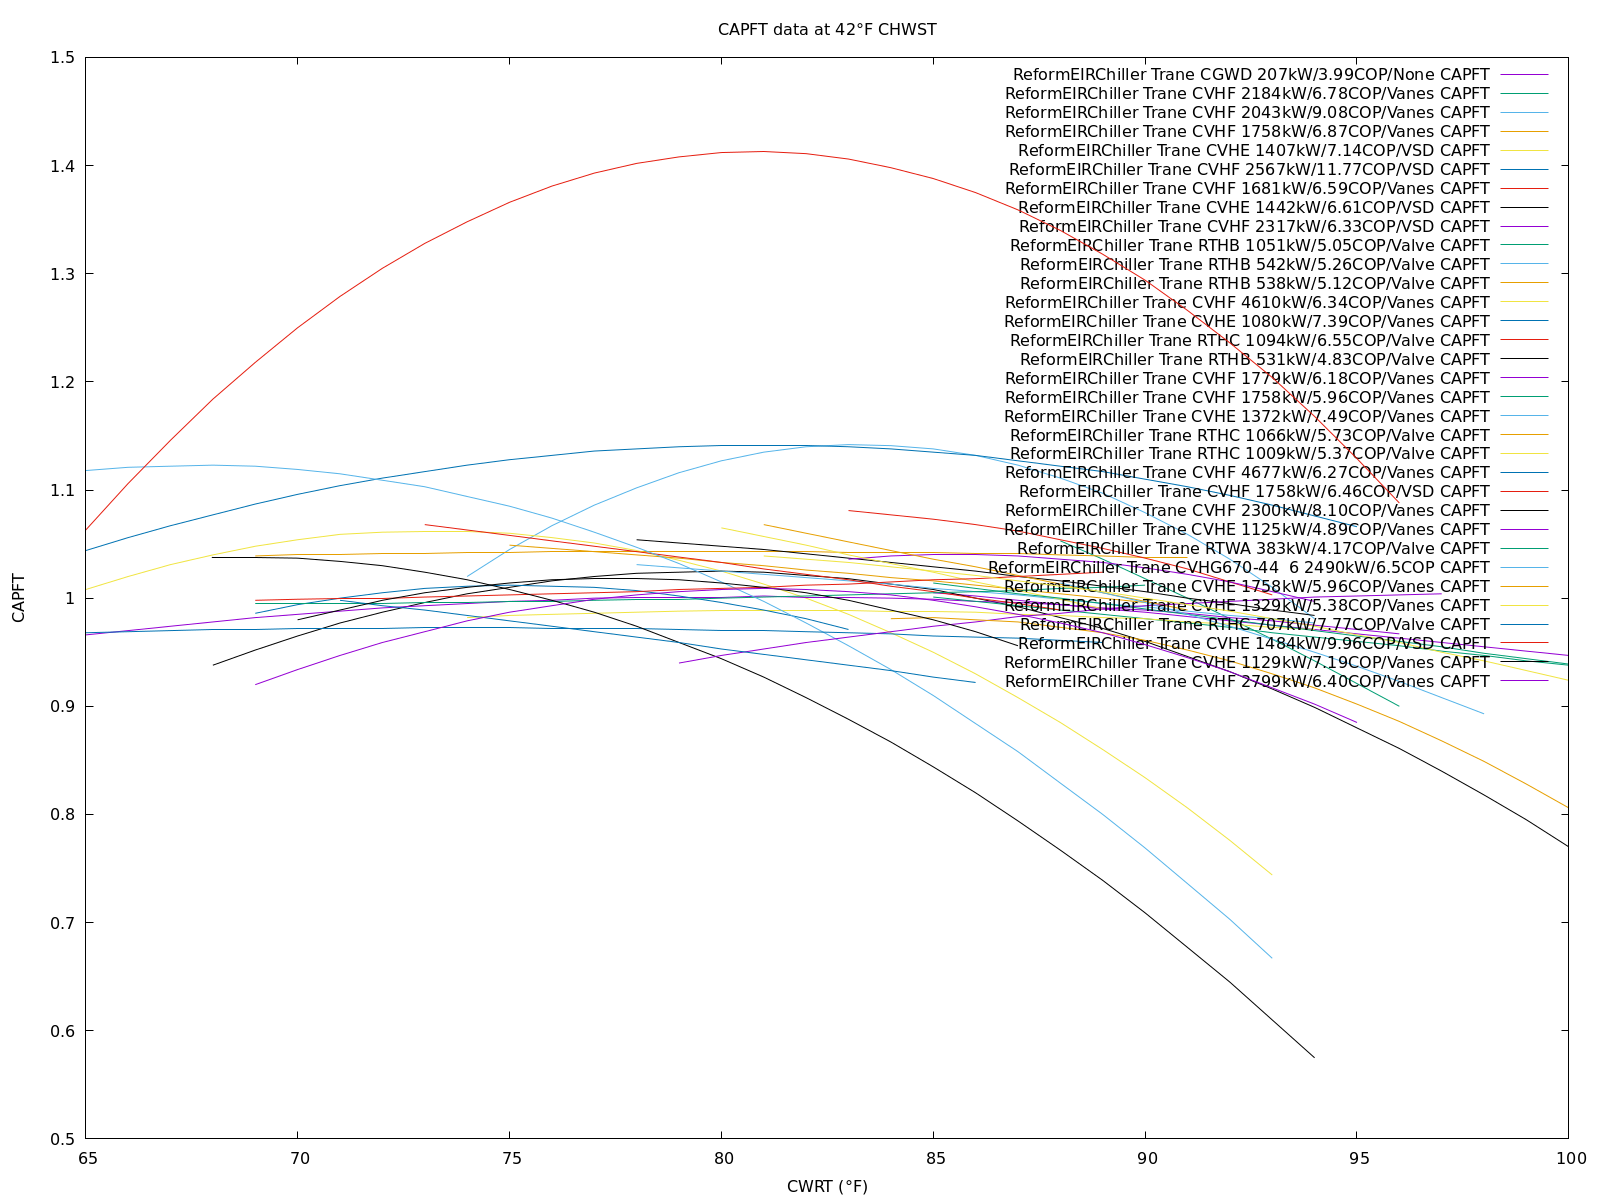 CAPFT data at 42°F CHWST
ReformEIRChiller Trane CGWD 207kW/3.99COP/None CAPFT
ReformEIRChiller Trane CVHF 2184kW/6.78COP/Vanes CAPFT
ReformEIRChiller Trane CVHF 2043kW/9.08COP/Vanes CAPFT
ReformEIRChiller Trane CVHF 1758kW/6.87COP/Vanes CAPFT
ReformEIRChiller Trane CVHE 1407kW/7.14COP/VSD CAPFT
ReformEIRChiller Trane CVHF 2567kW/11.77COP/VSD CAPFT
ReformEIRChiller Trane CVHF 1681kW/6.59COP/Vanes CAPFT
ReformEIRChiller Trane CVHE 1442kW/6.61COP/VSD CAPFT
ReformEIRChiller Trane CVHF 2317kW/6.33COP/VSD CAPFT
ReformEIRChiller Trane RTHB 1051kW/5.05COP/Valve CAPFT
ReformEIRChiller Trane RTHB 542kW/5.26COP/Valve CAPFT
ReformEIRChiller Trane RTHB 538kW/5.12COP/Valve CAPFT
ReformEIRChiller Trane CVHF 4610kW/6.34COP/Vanes CAPFT
ReformEIRChiller Trane CVHE 1080kW/7.39COP/Vanes CAPFT
ReformEIRChiller Trane RTHC 1094kW/6.55COP/Valve CAPFT
ReformEIRChiller Trane RTHB 531kW/4.83COP/Valve CAPFT
ReformEIRChiller Trane CVHF 1779kW/6.18COP/Vanes CAPFT
ReformEIRChiller Trane CVHF 1758kW/5.96COP/Vanes CAPFT
ReformEIRChiller Trane CVHE 1372kW/7.49COP/Vanes CAPFT
ReformEIRChiller Trane RTHC 1066kW/5.73COP/Valve CAPFT
ReformEIRChiller Trane RTHC 1009kW/5.37COP/Valve CAPFT
ReformEIRChiller Trane CVHF 4677kW/6.27COP/Vanes CAPFT
ReformEIRChiller Trane CVHF 1758kW/6.46COP/VSD CAPFT
ReformEIRChiller Trane CVHF 2300kW/8.10COP/Vanes CAPFT
ReformEIRChiller Trane CVHE 1125kW/4.89COP/Vanes CAPFT
ReformEIRChiller Trane RTWA 383kW/4.17COP/Valve CAPFT
ReformEIRChiller Trane CVHG670-44  6 2490kW/6.5COP CAPFT
ReformEIRChiller Trane CVHE 1758kW/5.96COP/Vanes CAPFT
ReformEIRChiller Trane CVHE 1329kW/5.38COP/Vanes CAPFT
ReformEIRChiller Trane RTHC 707kW/7.77COP/Valve CAPFT
ReformEIRChiller Trane CVHE 1484kW/9.96COP/VSD CAPFT
ReformEIRChiller Trane CVHE 1129kW/7.19COP/Vanes CAPFT
ReformEIRChiller Trane CVHF 2799kW/6.40COP/Vanes CAPFT
1.5
1.4
1.3
1.2
1.1
1
0.9
0.8
0.7
0.6
0.5
CAPFT
65 70 75 80 85 90 95 100
CWRT (°F)